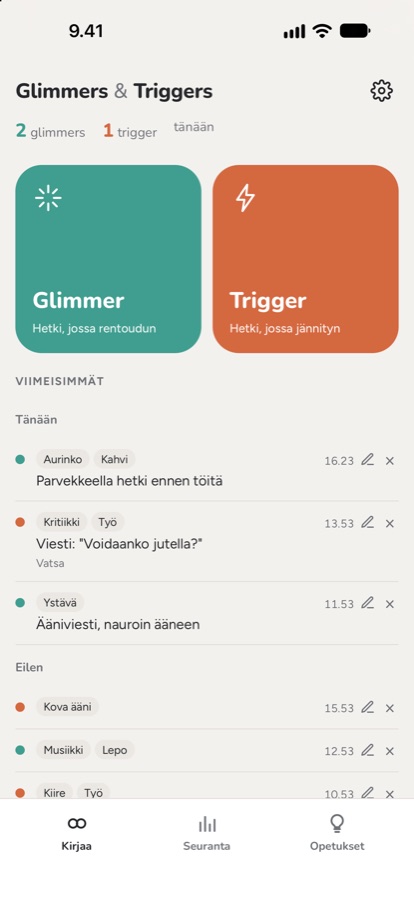 9.41
Glimmers & Triggers
2 glimmers 1 trigger tänään
Glimmer
Hetki, jossa rentoudun
Trigger
Hetki, jossa jännityn
VIIMEISIMMÄT
Tänään
Aurinko Kahvi 16.23
Parvekkeella hetki ennen töitä
Kritiikki Työ 13.53
Viesti: "Voidaanko jutella?"
Vatsa
Ystävä 11.53
Ääniviesti, nauroin ääneen
Eilen
Kova ääni 15.53
Musiikki Lepo 12.53
Kiire Työ 10.53
Kirjaa Seuranta Opetukset